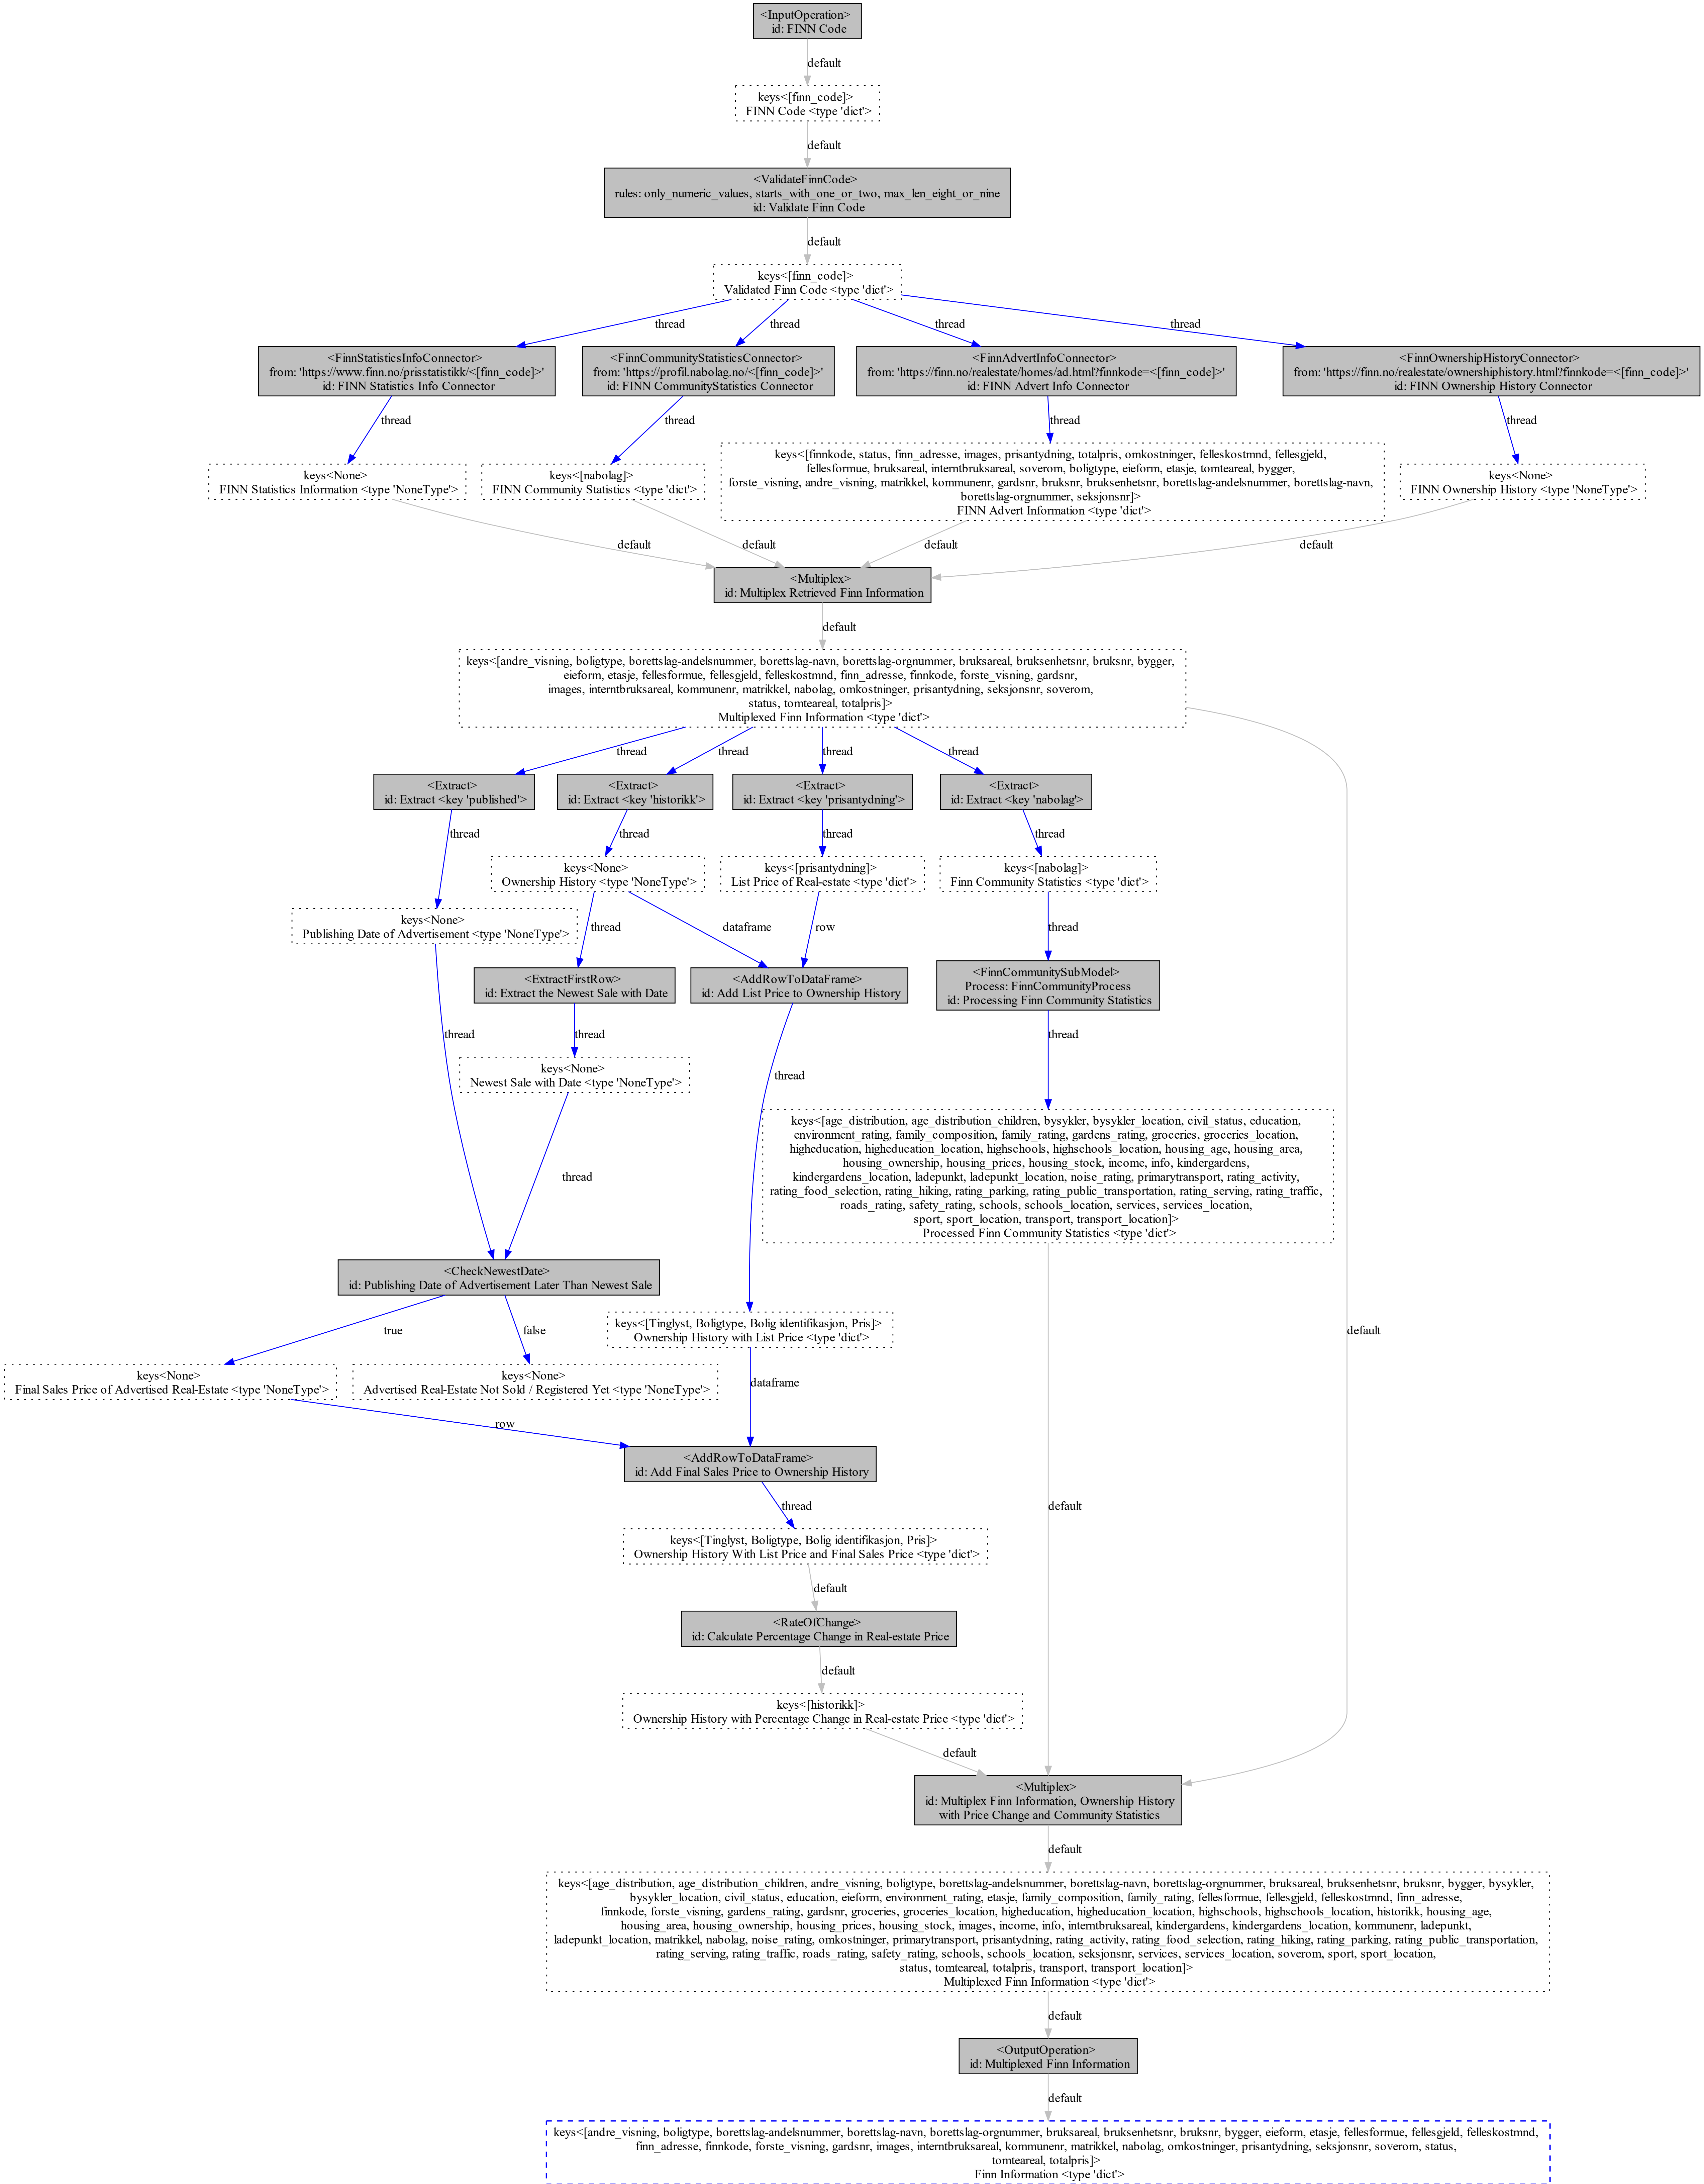 <InputOperation>
id: FINN Code
default
keys<[finn_code]>
FINN Code <type 'dict'>
default
<ValidateFinnCode>
rules: only_numeric_values, starts_with_one_or_two, max_len_eight_or_nine
id: Validate Finn Code
default
keys<[finn_code]>
Validated Finn Code <type 'dict'>
thread
thread
thread
thread
<FinnStatisticsInfoConnector>
from: 'https://www.finn.no/prisstatistikk/<[finn_code]>'
id: FINN Statistics Info Connector
<FinnCommunityStatisticsConnector>
from: 'https://profil.nabolag.no/<[finn_code]>'
id: FINN CommunityStatistics Connector
<FinnAdvertInfoConnector>
from: 'https://finn.no/realestate/homes/ad.html?finnkode=<[finn_code]>'
id: FINN Advert Info Connector
<FinnOwnershipHistoryConnector>
from: 'https://finn.no/realestate/ownershiphistory.html?finnkode=<[finn_code]>'
id: FINN Ownership History Connector
thread
thread
thread
thread
keys<None>
FINN Statistics Information <type 'NoneType'>
keys<[nabolag]>
FINN Community Statistics <type 'dict'>
keys<[finnkode, status, finn_adresse, images, prisantydning, totalpris, omkostninger, felleskostmnd, fellesgjeld,
fellesformue, bruksareal, interntbruksareal, soverom, boligtype, eieform, etasje, tomteareal, bygger,
forste_visning, andre_visning, matrikkel, kommunenr, gardsnr, bruksnr, bruksenhetsnr, borettslag-andelsnummer, borettslag-navn,
borettslag-orgnummer, seksjonsnr]>
FINN Advert Information <type 'dict'>
keys<None>
FINN Ownership History <type 'NoneType'>
default
default
default
default
<Multiplex>
id: Multiplex Retrieved Finn Information
default
keys<[andre_visning, boligtype, borettslag-andelsnummer, borettslag-navn, borettslag-orgnummer, bruksareal, bruksenhetsnr, bruksnr, bygger,
eieform, etasje, fellesformue, fellesgjeld, felleskostmnd, finn_adresse, finnkode, forste_visning, gardsnr,
images, interntbruksareal, kommunenr, matrikkel, nabolag, omkostninger, prisantydning, seksjonsnr, soverom,
status, tomteareal, totalpris]>
Multiplexed Finn Information <type 'dict'>
thread
thread
thread
thread
<Extract>
id: Extract <key 'published'>
<Extract>
id: Extract <key 'historikk'>
<Extract>
id: Extract <key 'prisantydning'>
<Extract>
id: Extract <key 'nabolag'>
thread
thread
thread
thread
keys<None>
Ownership History <type 'NoneType'>
keys<[prisantydning]>
List Price of Real-estate <type 'dict'>
keys<[nabolag]>
Finn Community Statistics <type 'dict'>
keys<None>
Publishing Date of Advertisement <type 'NoneType'>
thread
dataframe
row
thread
<ExtractFirstRow>
id: Extract the Newest Sale with Date
<AddRowToDataFrame>
id: Add List Price to Ownership History
<FinnCommunitySubModel>
Process: FinnCommunityProcess
id: Processing Finn Community Statistics
thread
thread
thread
keys<None>
Newest Sale with Date <type 'NoneType'>
thread
keys<[age_distribution, age_distribution_children, bysykler, bysykler_location, civil_status, education,
environment_rating, family_composition, family_rating, gardens_rating, groceries, groceries_location,
higheducation, higheducation_location, highschools, highschools_location, housing_age, housing_area,
housing_ownership, housing_prices, housing_stock, income, info, kindergardens,
kindergardens_location, ladepunkt, ladepunkt_location, noise_rating, primarytransport, rating_activity,
rating_food_selection, rating_hiking, rating_parking, rating_public_transportation, rating_serving, rating_traffic,
roads_rating, safety_rating, schools, schools_location, services, services_location,
sport, sport_location, transport, transport_location]>
Processed Finn Community Statistics <type 'dict'>
thread
<CheckNewestDate>
id: Publishing Date of Advertisement Later Than Newest Sale
true
false
keys<[Tinglyst, Boligtype, Bolig identifikasjon, Pris]>
Ownership History with List Price <type 'dict'>
default
keys<None>
Final Sales Price of Advertised Real-Estate <type 'NoneType'>
keys<None>
Advertised Real-Estate Not Sold / Registered Yet <type 'NoneType'>
dataframe
row
<AddRowToDataFrame>
id: Add Final Sales Price to Ownership History
thread
default
keys<[Tinglyst, Boligtype, Bolig identifikasjon, Pris]>
Ownership History With List Price and Final Sales Price <type 'dict'>
default
<RateOfChange>
id: Calculate Percentage Change in Real-estate Price
default
keys<[historikk]>
Ownership History with Percentage Change in Real-estate Price <type 'dict'>
default
<Multiplex>
id: Multiplex Finn Information, Ownership History
with Price Change and Community Statistics
default
keys<[age_distribution, age_distribution_children, andre_visning, boligtype, borettslag-andelsnummer, borettslag-navn, borettslag-orgnummer, bruksareal, bruksenhetsnr, bruksnr, bygger, bysykler,
bysykler_location, civil_status, education, eieform, environment_rating, etasje, family_composition, family_rating, fellesformue, fellesgjeld, felleskostmnd, finn_adresse,
finnkode, forste_visning, gardens_rating, gardsnr, groceries, groceries_location, higheducation, higheducation_location, highschools, highschools_location, historikk, housing_age,
housing_area, housing_ownership, housing_prices, housing_stock, images, income, info, interntbruksareal, kindergardens, kindergardens_location, kommunenr, ladepunkt,
ladepunkt_location, matrikkel, nabolag, noise_rating, omkostninger, primarytransport, prisantydning, rating_activity, rating_food_selection, rating_hiking, rating_parking, rating_public_transportation,
rating_serving, rating_traffic, roads_rating, safety_rating, schools, schools_location, seksjonsnr, services, services_location, soverom, sport, sport_location,
status, tomteareal, totalpris, transport, transport_location]>
Multiplexed Finn Information <type 'dict'>
default
<OutputOperation>
id: Multiplexed Finn Information
default
keys<[andre_visning, boligtype, borettslag-andelsnummer, borettslag-navn, borettslag-orgnummer, bruksareal, bruksenhetsnr, bruksnr, bygger, eieform, etasje, fellesformue, fellesgjeld, felleskostmnd,
finn_adresse, finnkode, forste_visning, gardsnr, images, interntbruksareal, kommunenr, matrikkel, nabolag, omkostninger, prisantydning, seksjonsnr, soverom, status,
tomteareal, totalpris]>
Finn Information <type 'dict'>